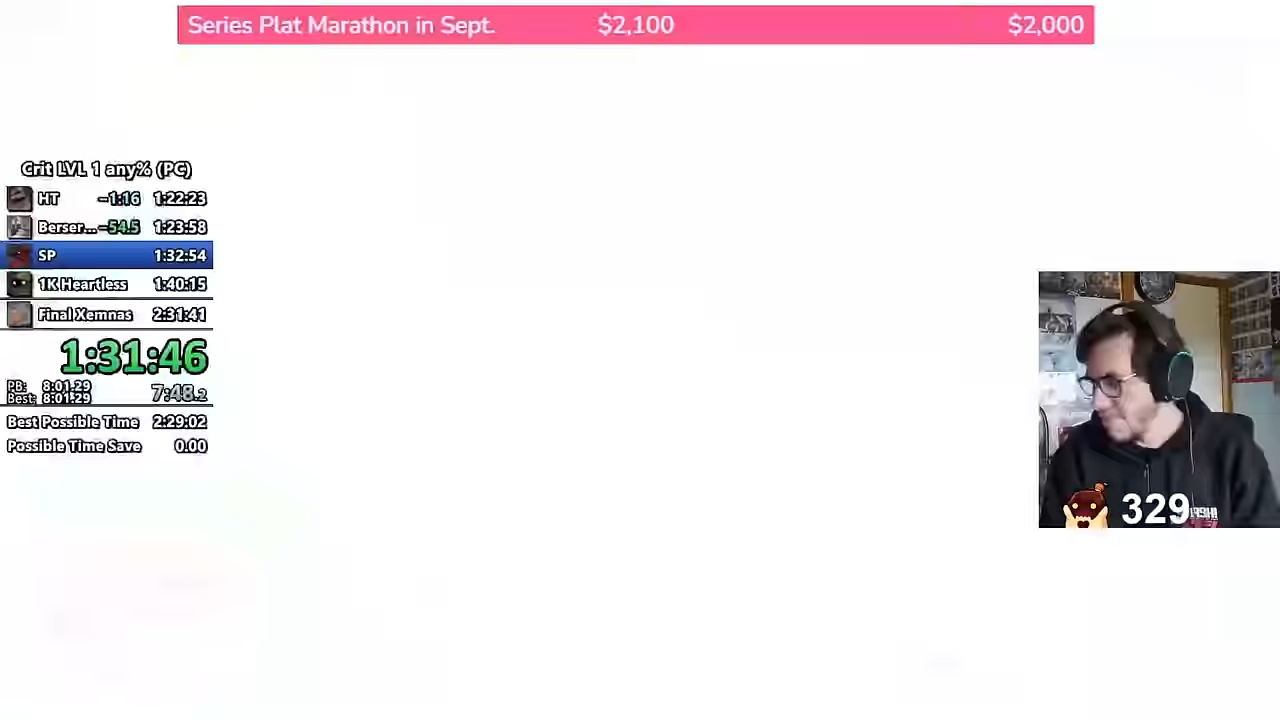 Series Plat Marathon in Sept. $2,100 $2,000
Crit LVL 1 any% (PC)
HT -1:16 1:22:23
Berser... -54.5 1:23:58
SP 1:32:54
1K Heartless 1:40:15
Final Xemnas 2:31:41
1:31:46
PB: 8:01.29 7:48.2
Best: 8:01.29
Best Possible Time 2:29:02
Possible Time Save 0.00
329